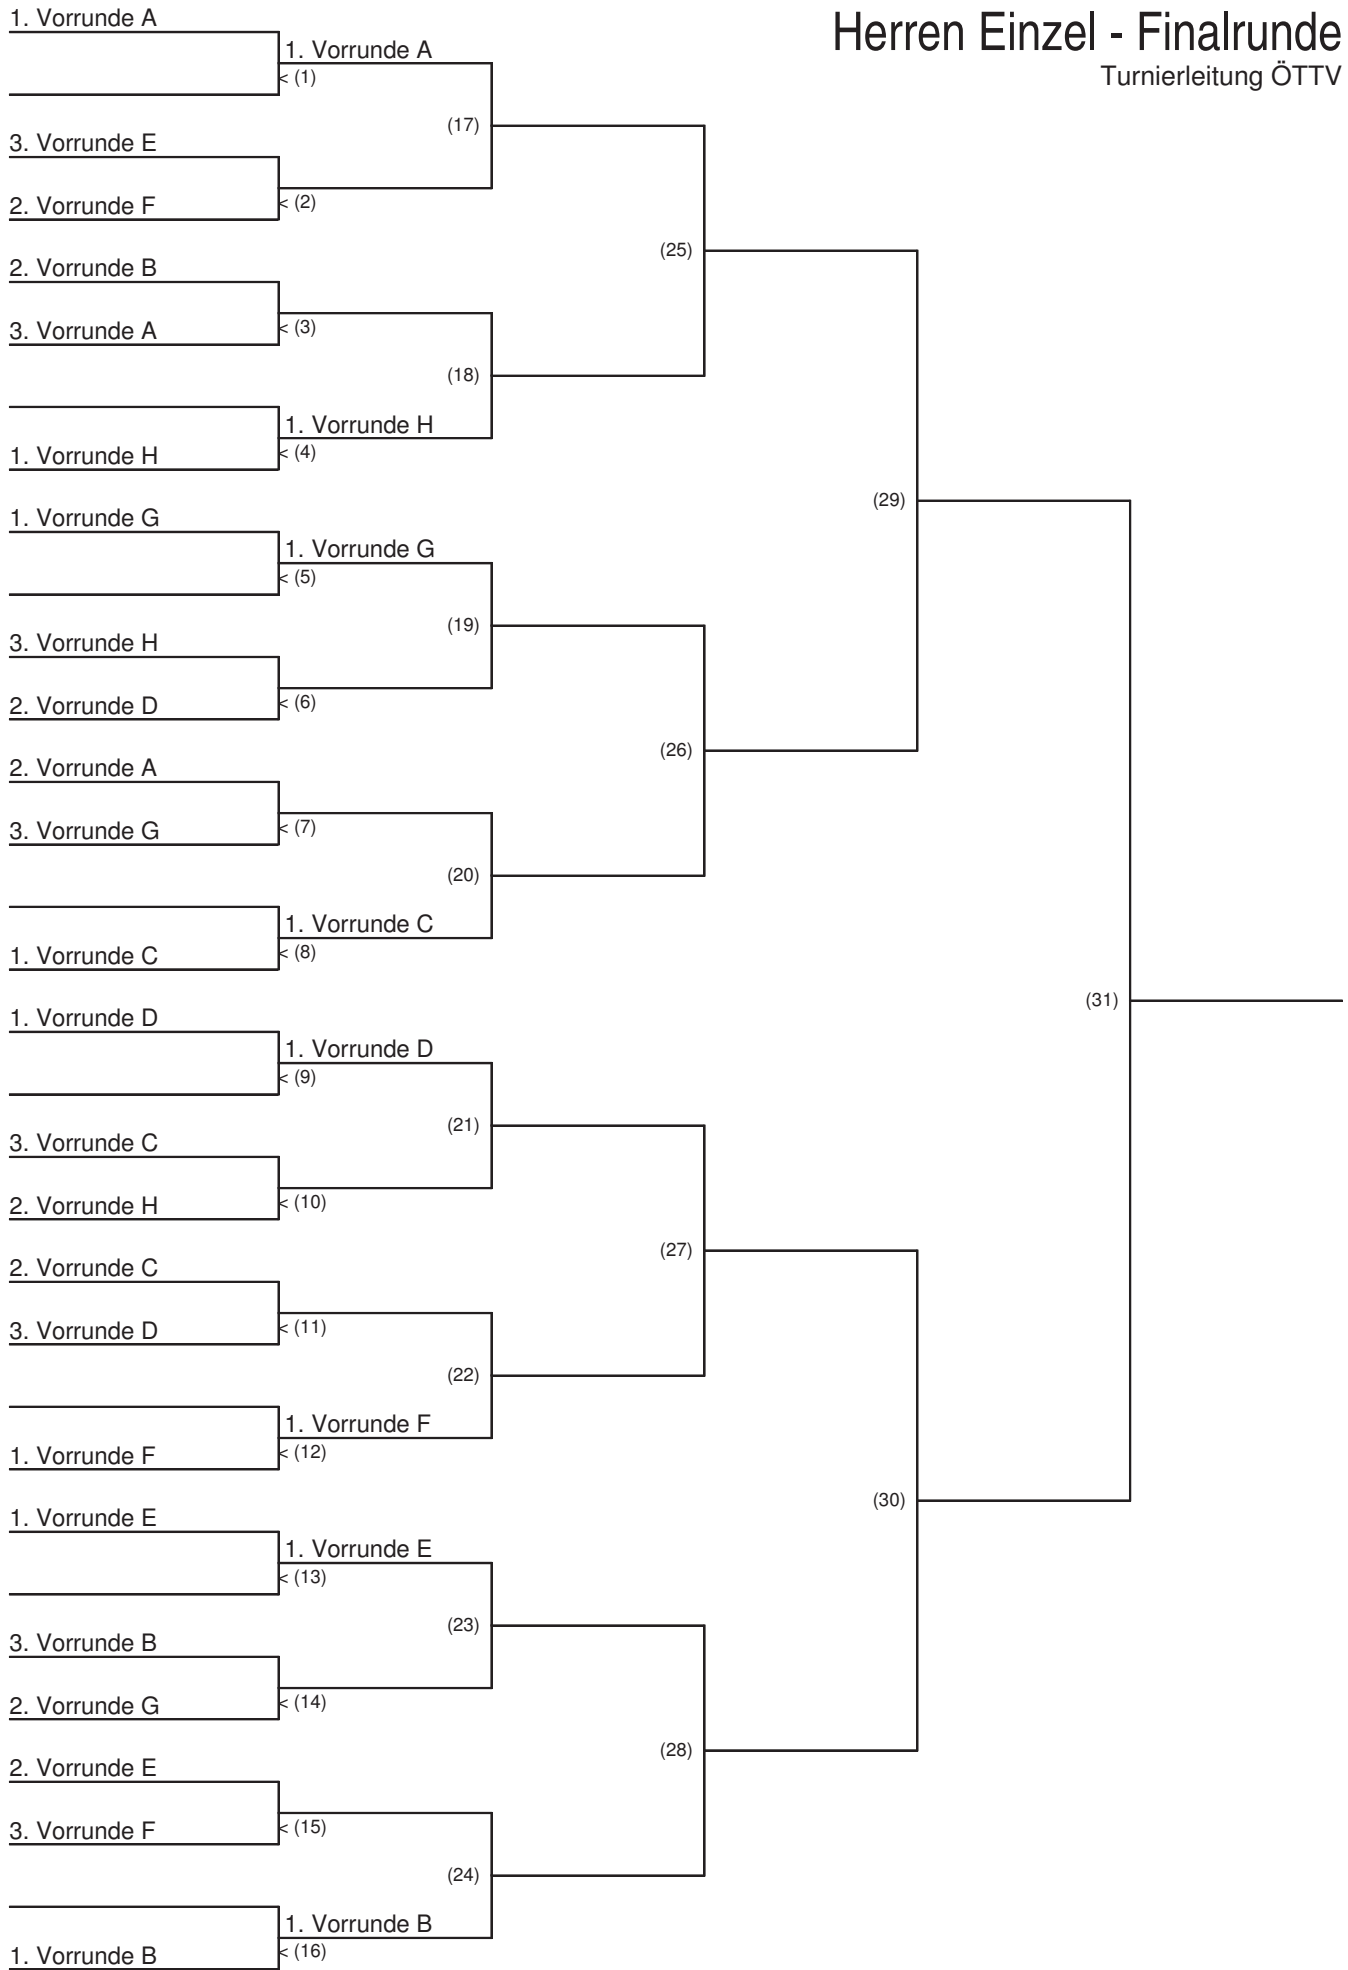 Herren Einzel - Finalrunde
Turnierleitung ÖTTV
1. Vorrunde A
1. Vorrunde A
< (1)
(17)
3. Vorrunde E
2. Vorrunde F
< (2)
(25)
2. Vorrunde B
3. Vorrunde A
< (3)
(18)
1. Vorrunde H
1. Vorrunde H
< (4)
(29)
1. Vorrunde G
1. Vorrunde G
< (5)
(19)
3. Vorrunde H
2. Vorrunde D
< (6)
(26)
2. Vorrunde A
3. Vorrunde G
< (7)
(20)
1. Vorrunde C
1. Vorrunde C
< (8)
(31)
1. Vorrunde D
1. Vorrunde D
< (9)
(21)
3. Vorrunde C
2. Vorrunde H
< (10)
(27)
2. Vorrunde C
3. Vorrunde D
< (11)
(22)
1. Vorrunde F
1. Vorrunde F
< (12)
(30)
1. Vorrunde E
1. Vorrunde E
< (13)
(23)
3. Vorrunde B
2. Vorrunde G
< (14)
(28)
2. Vorrunde E
3. Vorrunde F
< (15)
(24)
1. Vorrunde B
1. Vorrunde B
< (16)